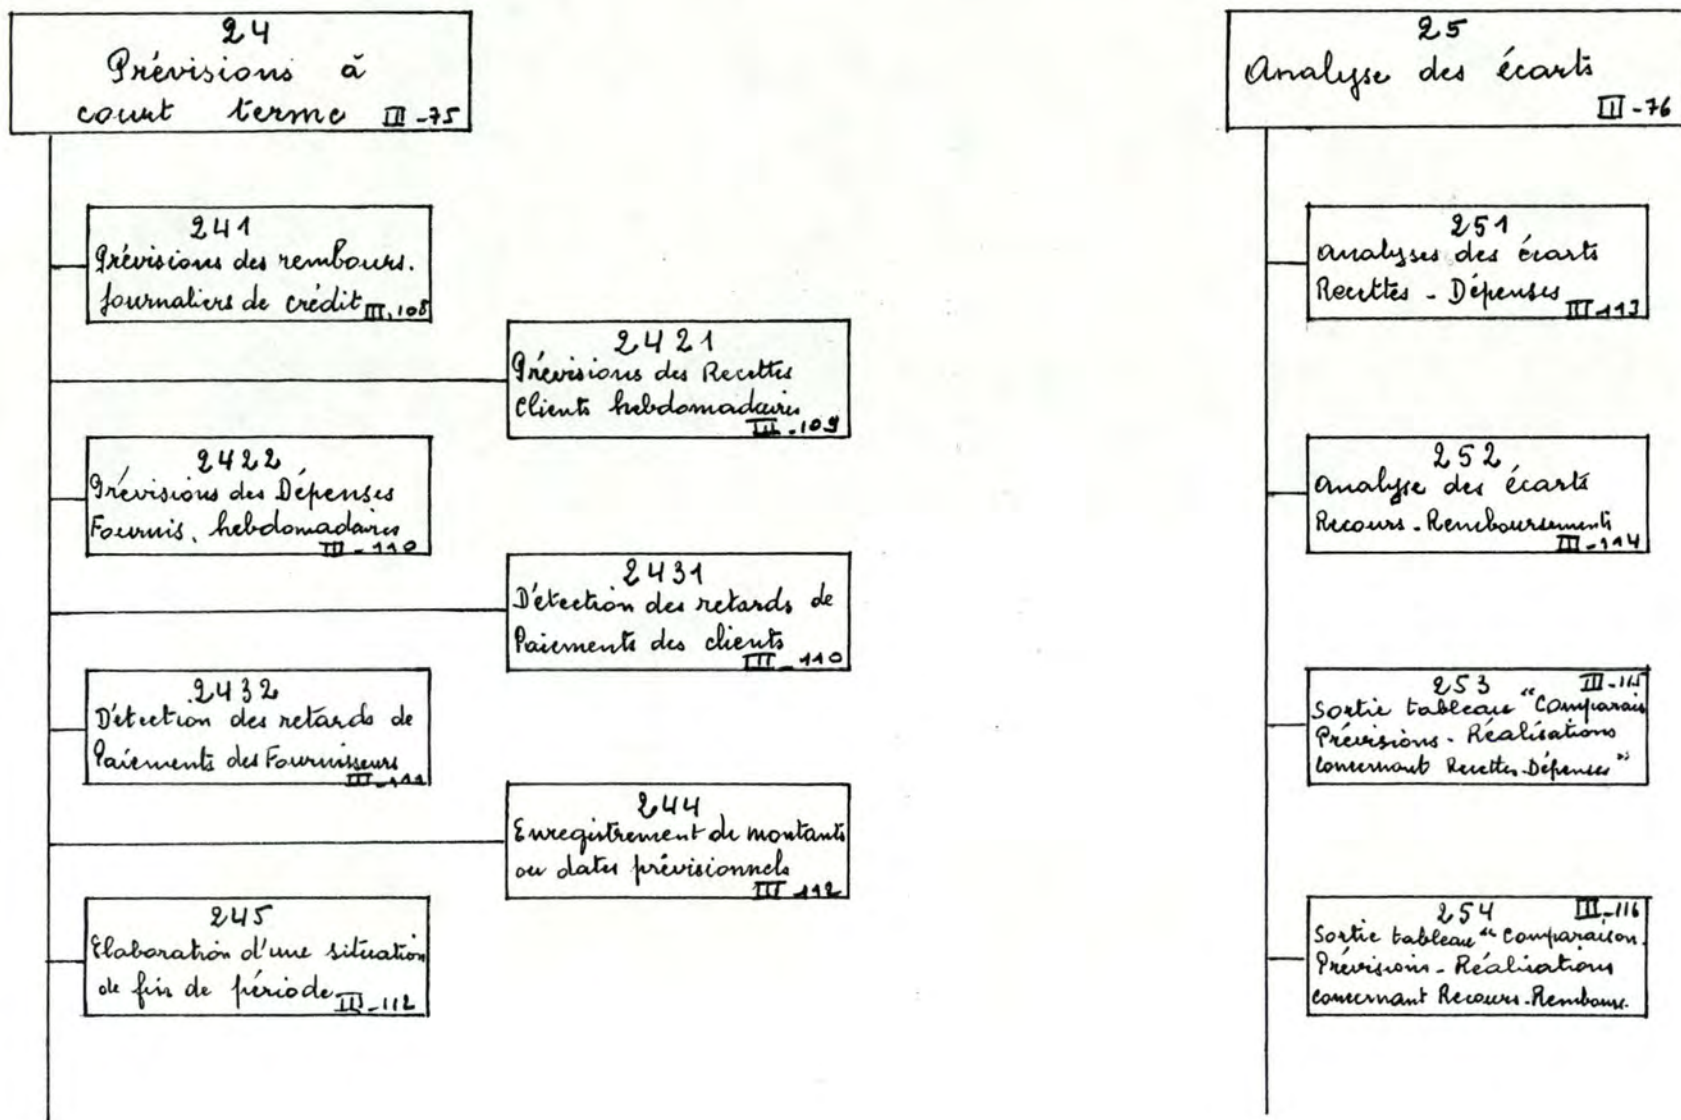 24
Prévisions à
court terme III-75
241
Prévisions des rembours.
journaliers de crédit III.108
2421
Prévisions des Recettes
Clients hebdomadaires
III-109
2422
Prévisions des Dépenses
Fournis. hebdomadaires
III-110
2431
Détection des retards de
Paiements des clients
III-110
2432
Détection des retards de
Paiements des Fournisseurs
III-111
244
Enregistrement de montants
ou dates prévisionnels
III-112
245
Elaboration d'une situation
de fin de période III-112
25
Analyse des écarts
III-76
251
Analyses des écarts
Recettes - Dépenses
III-113
252
Analyse des écarts
Recours - Remboursements
III-114
253 III-115
Sortie tableau "Comparais
Prévisions - Réalisations
concernant Recettes-Dépenses"
254 III-116
Sortie tableau "Comparaison.
Prévisions - Réalisations
concernant Recours-Rembours.